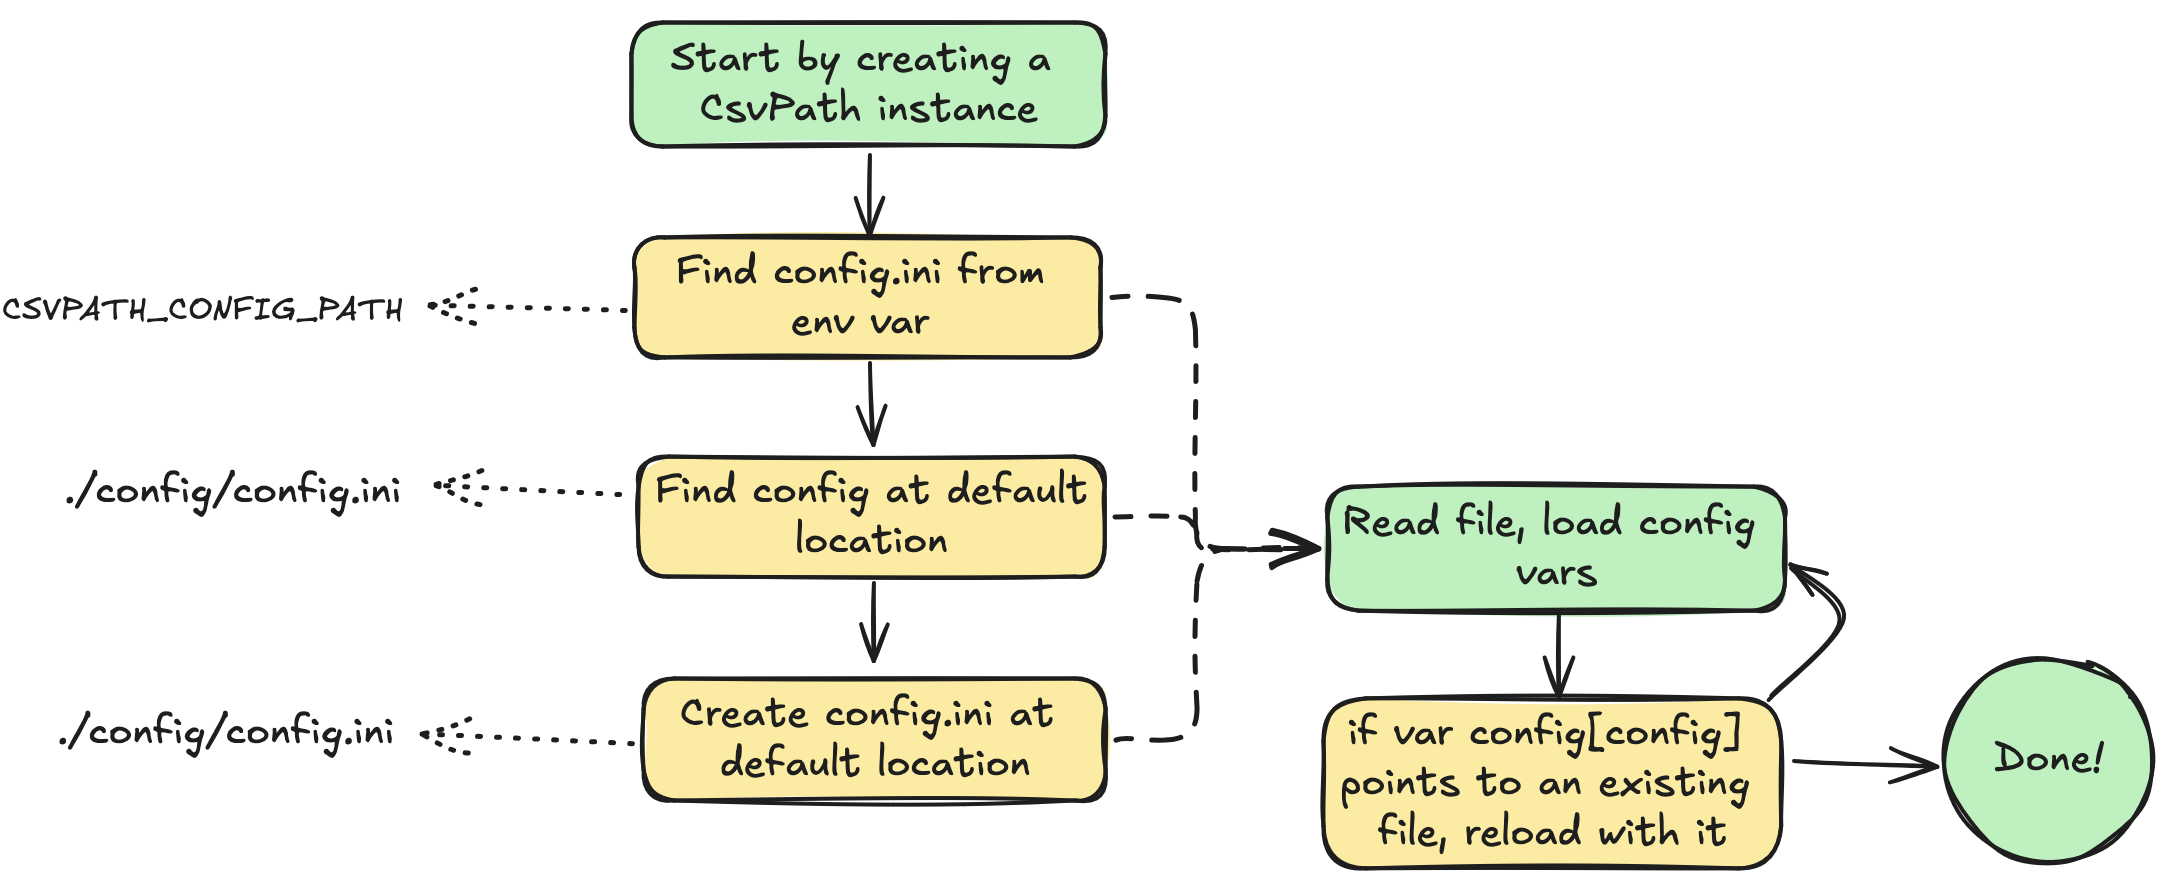 Start by creating a
CsvPath instance
Find config.ini from
env var
CSVPATH_CONFIG_PATH
Find config at default
location
./config/config.ini
Create config.ini at
default location
./config/config.ini
Read file, load config
vars
if var config[config]
points to an existing
file, reload with it
Done!